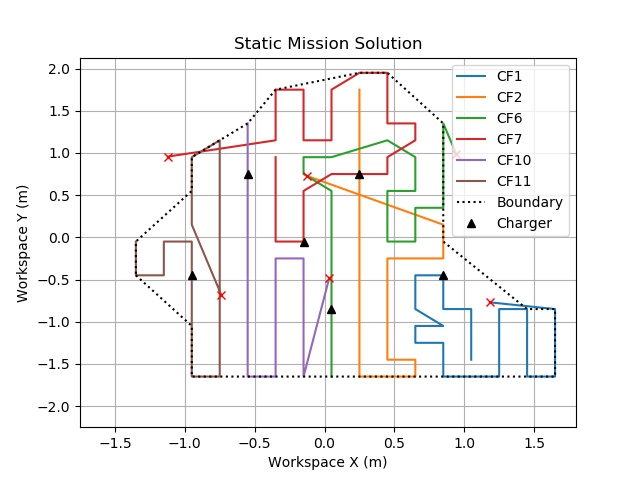 Static Mission Solution
2.0
1.5
1.0
0.5
0.0
−0.5
−1.0
−1.5
−2.0
Workspace Y (m)
CF1
CF2
CF6
CF7
CF10
CF11
Boundary
Charger
−1.5 −1.0 −0.5 0.0 0.5 1.0 1.5
Workspace X (m)